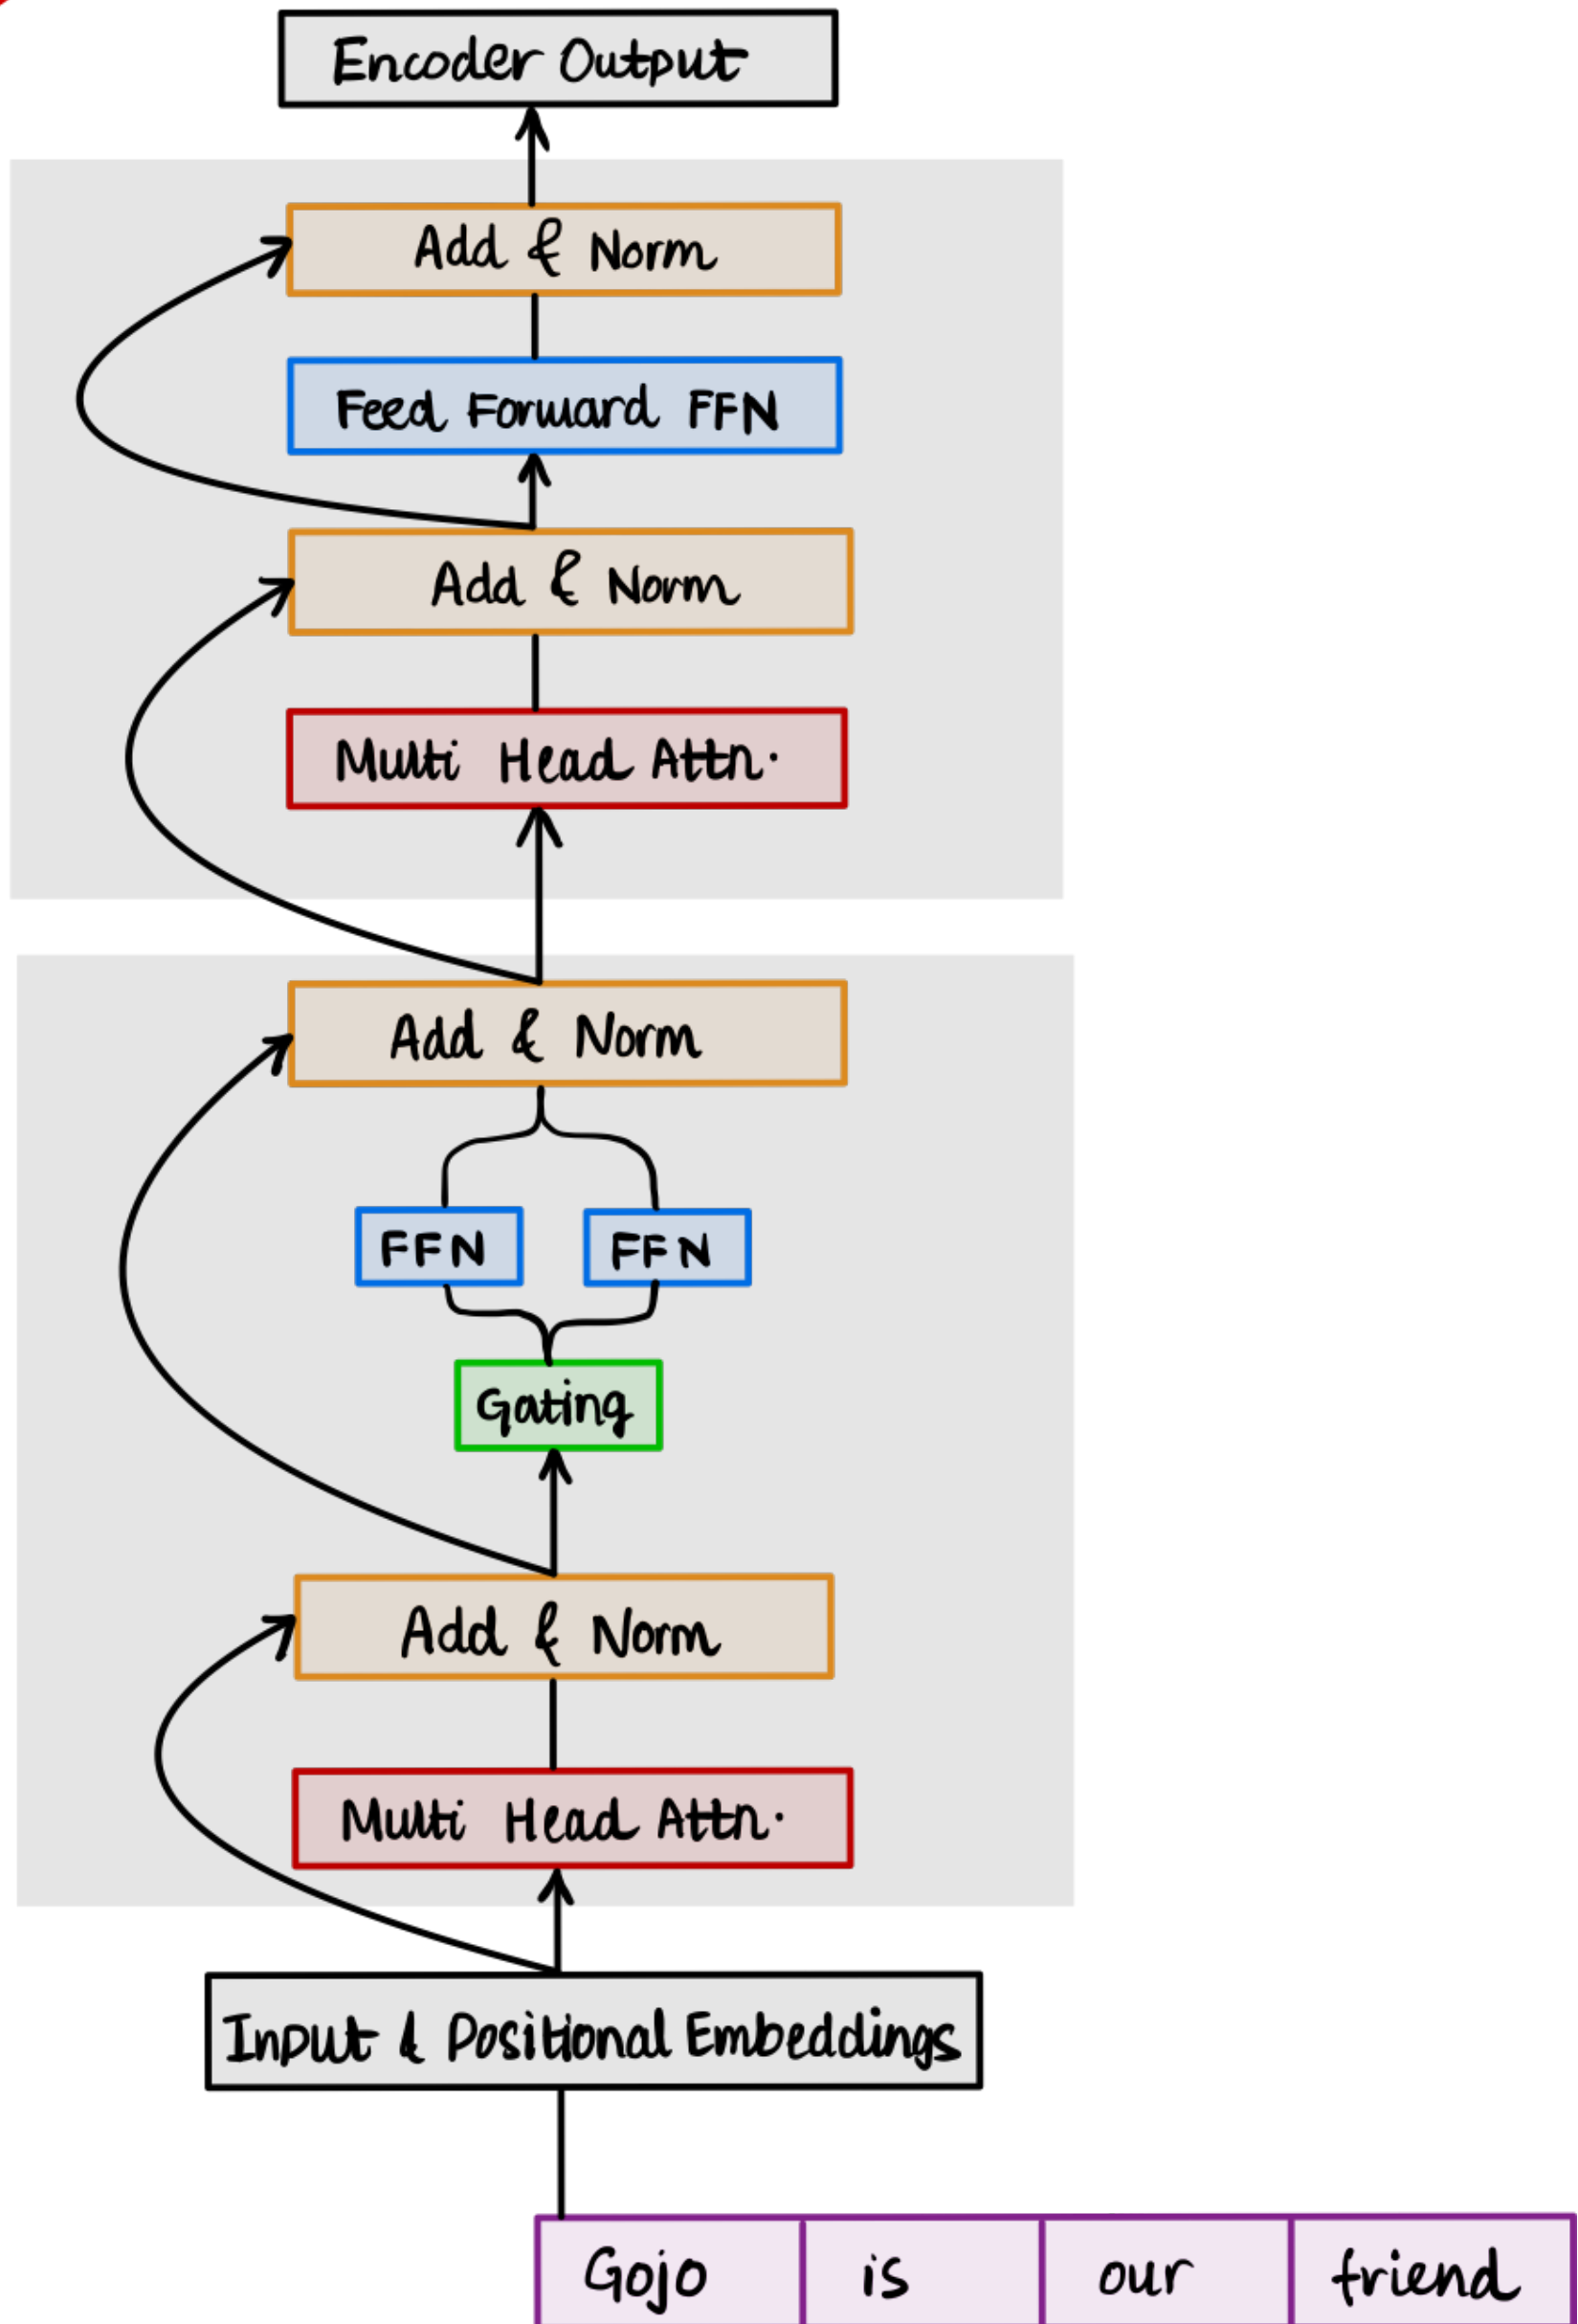 Encoder Output
Add & Norm
Feed Forward FFN
Add & Norm
Multi Head Attn.
Add & Norm
FFN FFN
Gating
Add & Norm
Multi Head Attn.
Input & Positional Embeddings
Gojo is our friend